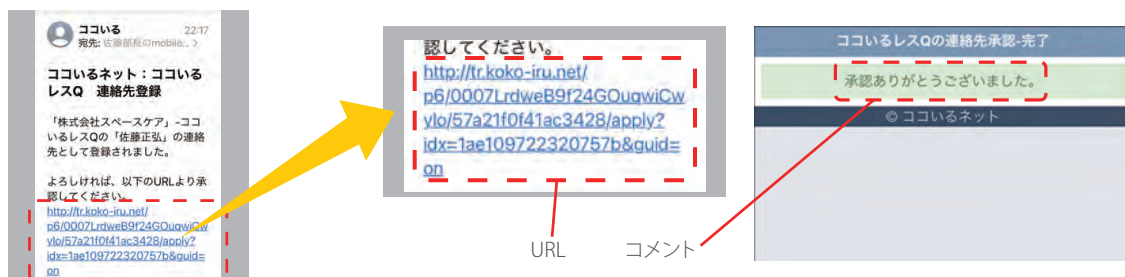 ココいる 22:17
宛先: 佐藤部長のmobile... >
ココいるネット：ココいる
レスQ　連絡先登録
「株式会社スペースケア」-ココ
いるレスQの「佐藤正弘」の連絡
先として登録されました。
よろしければ、以下のURLより承
認してください。
http://tr.koko-iru.net/
p6/0007LrdweB9f24GOuqwiCw
ylo/57a21f0f41ac3428/apply?
idx=1ae109722320757b&guid=
on
認してください。
http://tr.koko-iru.net/
p6/0007LrdweB9f24GOuqwiCw
ylo/57a21f0f41ac3428/apply?
idx=1ae109722320757b&guid=
on
URL
コメント
ココいるレスQの連絡先承認-完了
承認ありがとうございました。
© ココいるネット